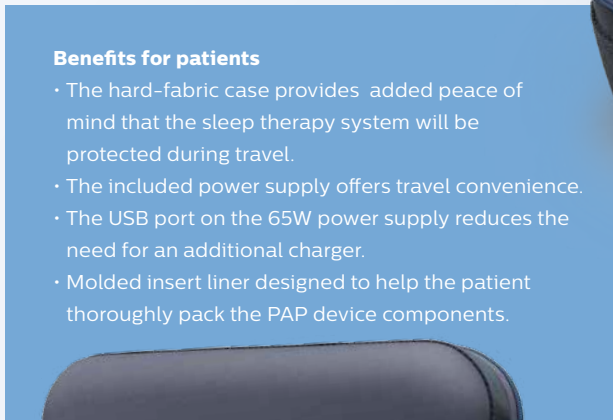 Benefits for patients
· The hard-fabric case provides added peace of
mind that the sleep therapy system will be
protected during travel.
· The included power supply offers travel convenience.
· The USB port on the 65W power supply reduces the
need for an additional charger.
· Molded insert liner designed to help the patient
thoroughly pack the PAP device components.